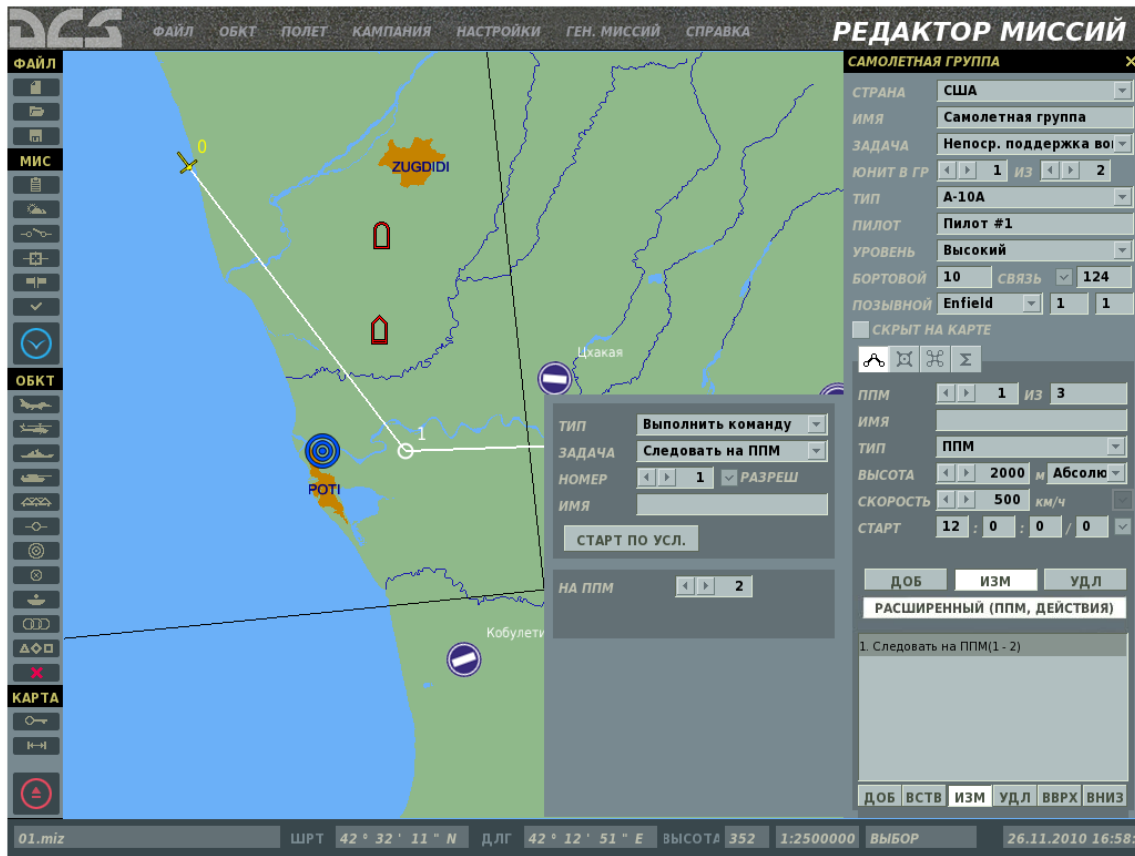 DCS ФАЙЛ ОБКТ ПОЛЕТ КАМПАНИЯ НАСТРОЙКИ ГЕН. МИССИЙ СПРАВКА РЕДАКТОР МИССИЙ
ФАЙЛ
МИС
ОБКТ
КАРТА
0
ZUGDIDI
Цхакая
1
POTI
Кобулети
ТИП Выполнить команду
ЗАДАЧА Следовать на ППМ
НОМЕР 1 РАЗРЕШ
ИМЯ
СТАРТ ПО УСЛ.
НА ППМ 2
САМОЛЕТНАЯ ГРУППА
СТРАНА США
ИМЯ Самолетная группа
ЗАДАЧА Непоср. поддержка вой
ЮНИТ В ГР 1 ИЗ 2
ТИП A-10A
ПИЛОТ Пилот #1
УРОВЕНЬ Высокий
БОРТОВОЙ 10 СВЯЗЬ 124
ПОЗЫВНОЙ Enfield 1 1
СКРЫТ НА КАРТЕ
Σ
ППМ 1 ИЗ 3
ИМЯ
ТИП ППМ
ВЫСОТА 2000 м Абсолю
СКОРОСТЬ 500 км/ч
СТАРТ 12 : 0 : 0 / 0
ДОБ ИЗМ УДЛ
РАСШИРЕННЫЙ (ППМ, ДЕЙСТВИЯ)
1. Следовать на ППМ(1 - 2)
ДОБ ВСТВ ИЗМ УДЛ ВВРХ ВНИЗ
01.miz ШРТ 42 ° 32 ' 11 " N ДЛГ 42 ° 12 ' 51 " E ВЫСОТА 352 1:2500000 ВЫБОР 26.11.2010 16:58: